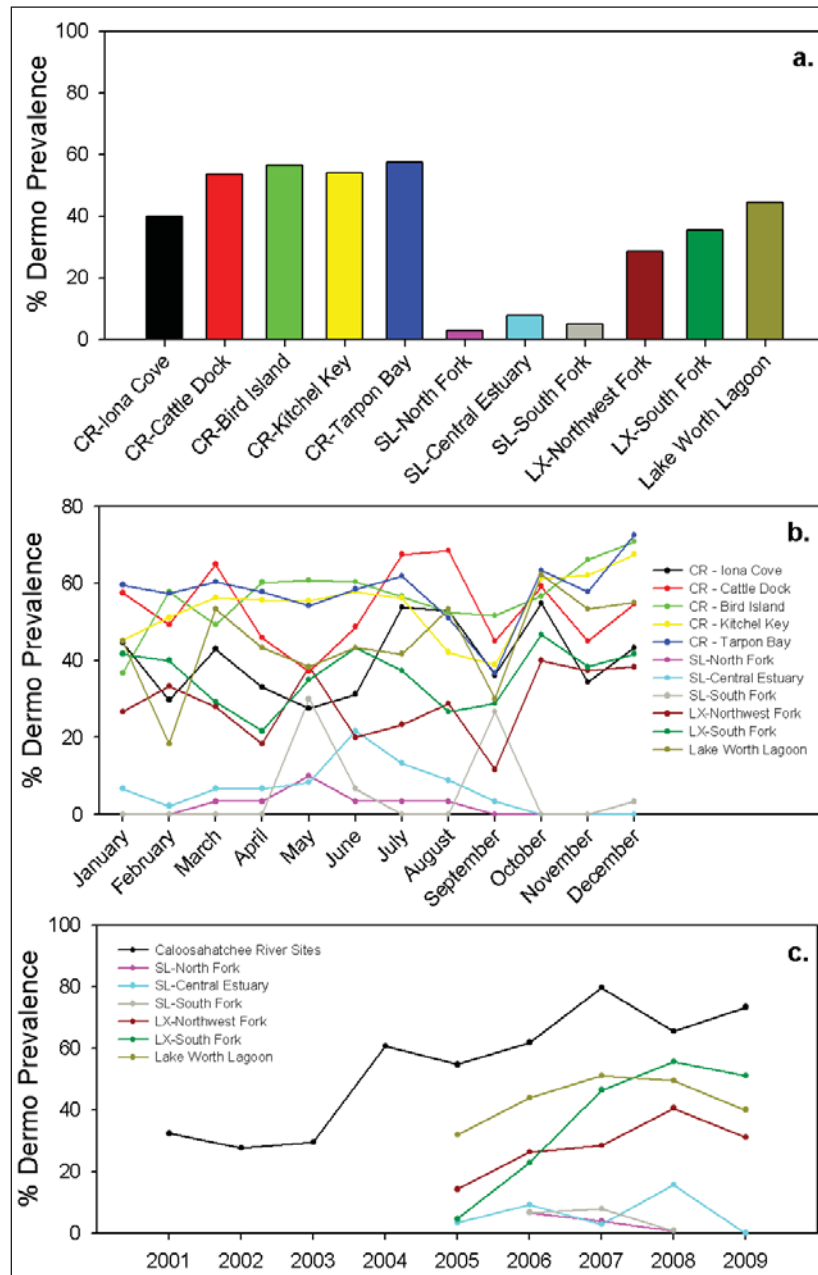 a.
% Dermo Prevalence
100
80
60
40
20
0
CR-Iona Cove
CR-Cattle Dock
CR-Bird Island
CR-Kitchel Key
CR-Tarpon Bay
SL-North Fork
SL-Central Estuary
SL-South Fork
LX-Northwest Fork
LX-South Fork
Lake Worth Lagoon
b.
% Dermo Prevalence
80
60
40
20
0
January
February
March
April
May
June
July
August
September
October
November
December
CR - Iona Cove
CR - Cattle Dock
CR - Bird Island
CR - Kitchel Key
CR - Tarpon Bay
SL-North Fork
SL-Central Estuary
SL-South Fork
LX-Northwest Fork
LX-South Fork
Lake Worth Lagoon
c.
% Dermo Prevalence
100
80
60
40
20
0
Caloosahatchee River Sites
SL-North Fork
SL-Central Estuary
SL-South Fork
LX-Northwest Fork
LX-South Fork
Lake Worth Lagoon
2001 2002 2003 2004 2005 2006 2007 2008 2009